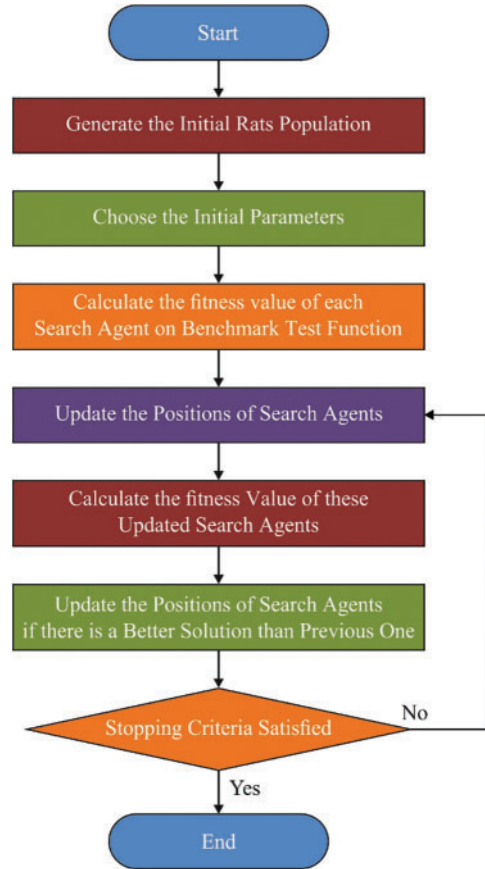 Start
Generate the Initial Rats Population
Choose the Initial Parameters
Calculate the fitness value of each
Search Agent on Benchmark Test Function
Update the Positions of Search Agents
Calculate the fitness Value of these
Updated Search Agents
Update the Positions of Search Agents
if there is a Better Solution than Previous One
Stopping Criteria Satisfied
No
Yes
End